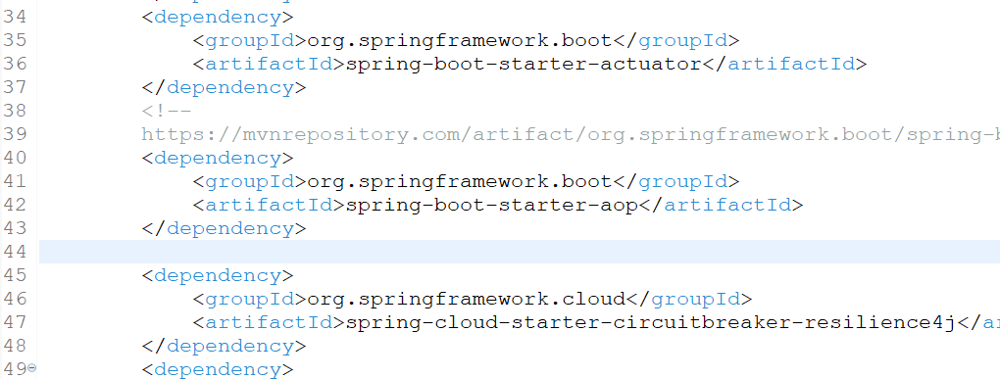 34 <dependency>
35 <groupId>org.springframework.boot</groupId>
36 <artifactId>spring-boot-starter-actuator</artifactId>
37 </dependency>
38 <!--
39 https://mvnrepository.com/artifact/org.springframework.boot/spring-b
40 <dependency>
41 <groupId>org.springframework.boot</groupId>
42 <artifactId>spring-boot-starter-aop</artifactId>
43 </dependency>
44
45 <dependency>
46 <groupId>org.springframework.cloud</groupId>
47 <artifactId>spring-cloud-starter-circuitbreaker-resilience4j</ar
48 </dependency>
49 <dependency>